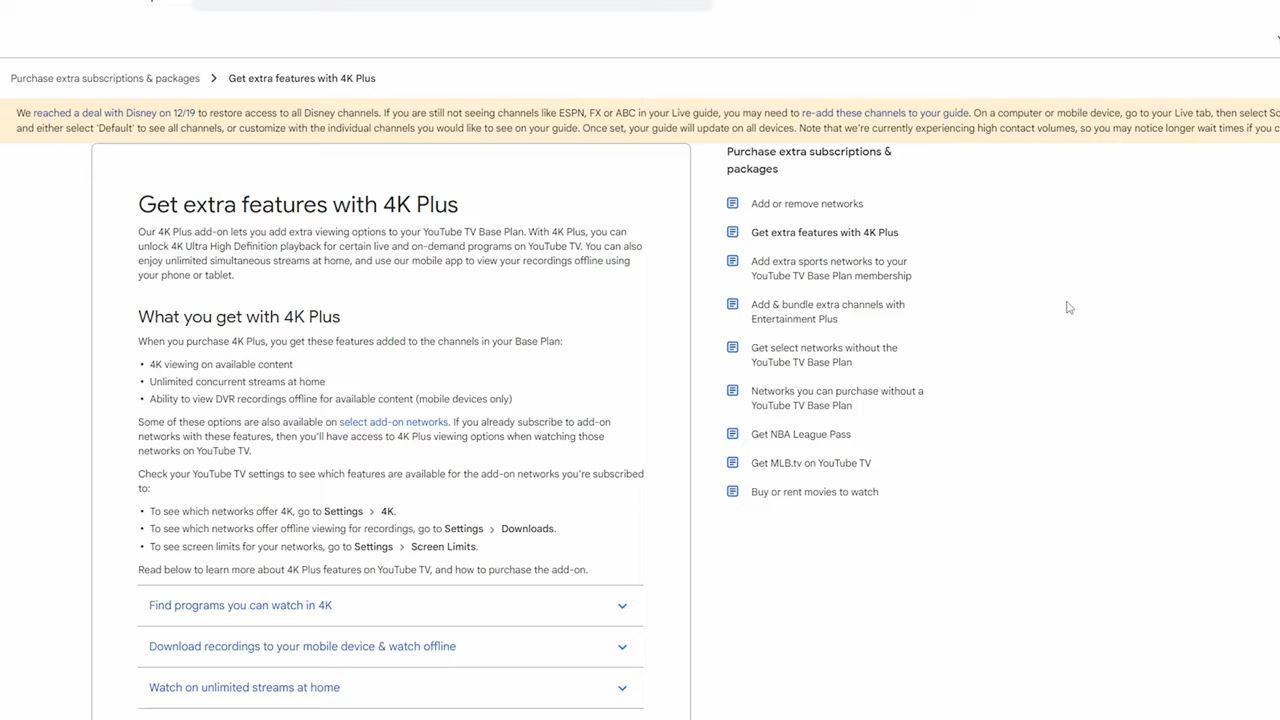 Purchase extra subscriptions & packages > Get extra features with 4K Plus
We reached a deal with Disney on 12/19 to restore access to all Disney channels. If you are still not seeing channels like ESPN, FX or ABC in your Live guide, you may need to re-add these channels to your guide. On a computer or mobile device, go to your Live tab, then select
and either select 'Default' to see all channels, or customize with the individual channels you would like to see on your guide. Once set, your guide will update on all devices. Note that we're currently experiencing high contact volumes, so you may notice longer wait times if you
Get extra features with 4K Plus
Our 4K Plus add-on lets you add extra viewing options to your YouTube TV Base Plan. With 4K Plus, you can
unlock 4K Ultra High Definition playback for certain live and on-demand programs on YouTube TV. You can also
enjoy unlimited simultaneous streams at home, and use our mobile app to view your recordings offline using
your phone or tablet.
What you get with 4K Plus
When you purchase 4K Plus, you get these features added to the channels in your Base Plan:
• 4K viewing on available content
• Unlimited concurrent streams at home
• Ability to view DVR recordings offline for available content (mobile devices only)
Some of these options are also available on select add-on networks. If you already subscribe to add-on
networks with these features, then you'll have access to 4K Plus viewing options when watching those
networks on YouTube TV.
Check your YouTube TV settings to see which features are available for the add-on networks you're subscribed
to:
• To see which networks offer 4K, go to Settings > 4K.
• To see which networks offer offline viewing for recordings, go to Settings > Downloads.
• To see screen limits for your networks, go to Settings > Screen Limits.
Read below to learn more about 4K Plus features on YouTube TV, and how to purchase the add-on.
Find programs you can watch in 4K
Download recordings to your mobile device & watch offline
Watch on unlimited streams at home
Purchase extra subscriptions &
packages
Add or remove networks
Get extra features with 4K Plus
Add extra sports networks to your
YouTube TV Base Plan membership
Add & bundle extra channels with
Entertainment Plus
Get select networks without the
YouTube TV Base Plan
Networks you can purchase without a
YouTube TV Base Plan
Get NBA League Pass
Get MLB.tv on YouTube TV
Buy or rent movies to watch